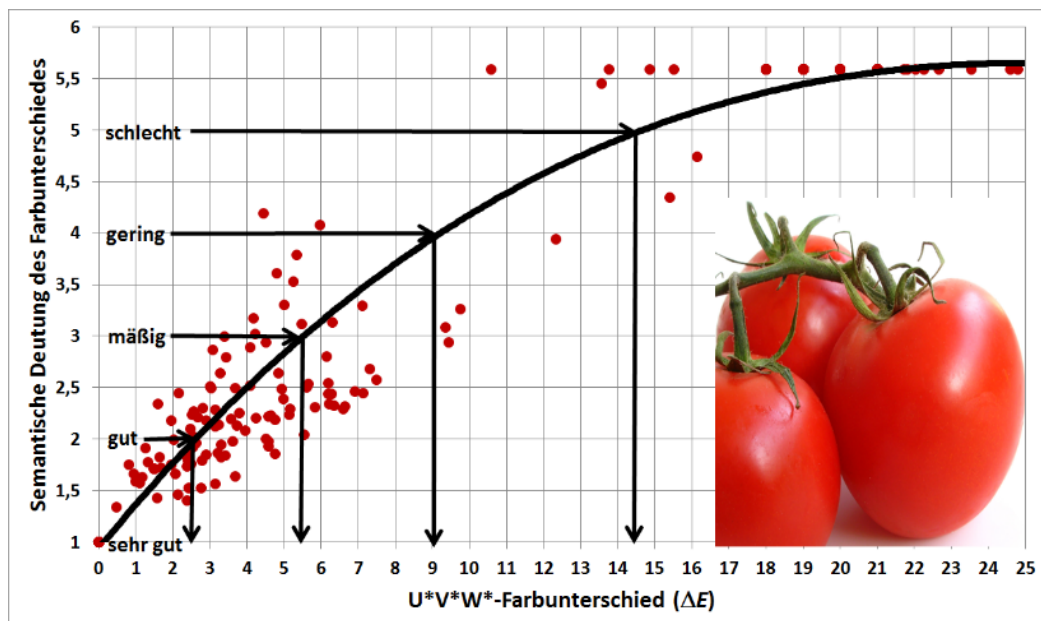 Semantische Deutung des Farbunterschiedes
6
5,5
5
4,5
4
3,5
3
2,5
2
1,5
1
schlecht
gering
mäßig
gut
sehr gut
0 1 2 3 4 5 6 7 8 9 10 11 12 13 14 15 16 17 18 19 20 21 22 23 24 25
U*V*W*-Farbunterschied (ΔE)